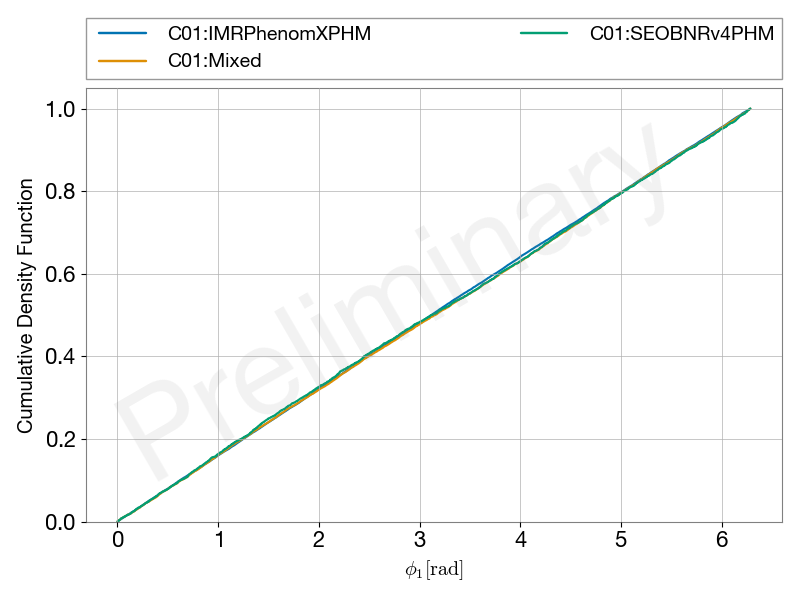 C01:IMRPhenomXPHM
C01:Mixed
C01:SEOBNRv4PHM
Cumulative Density Function
1.0
0.8
0.6
0.4
0.2
0.0
Preliminary
0 1 2 3 4 5 6
ϕ₁[rad]